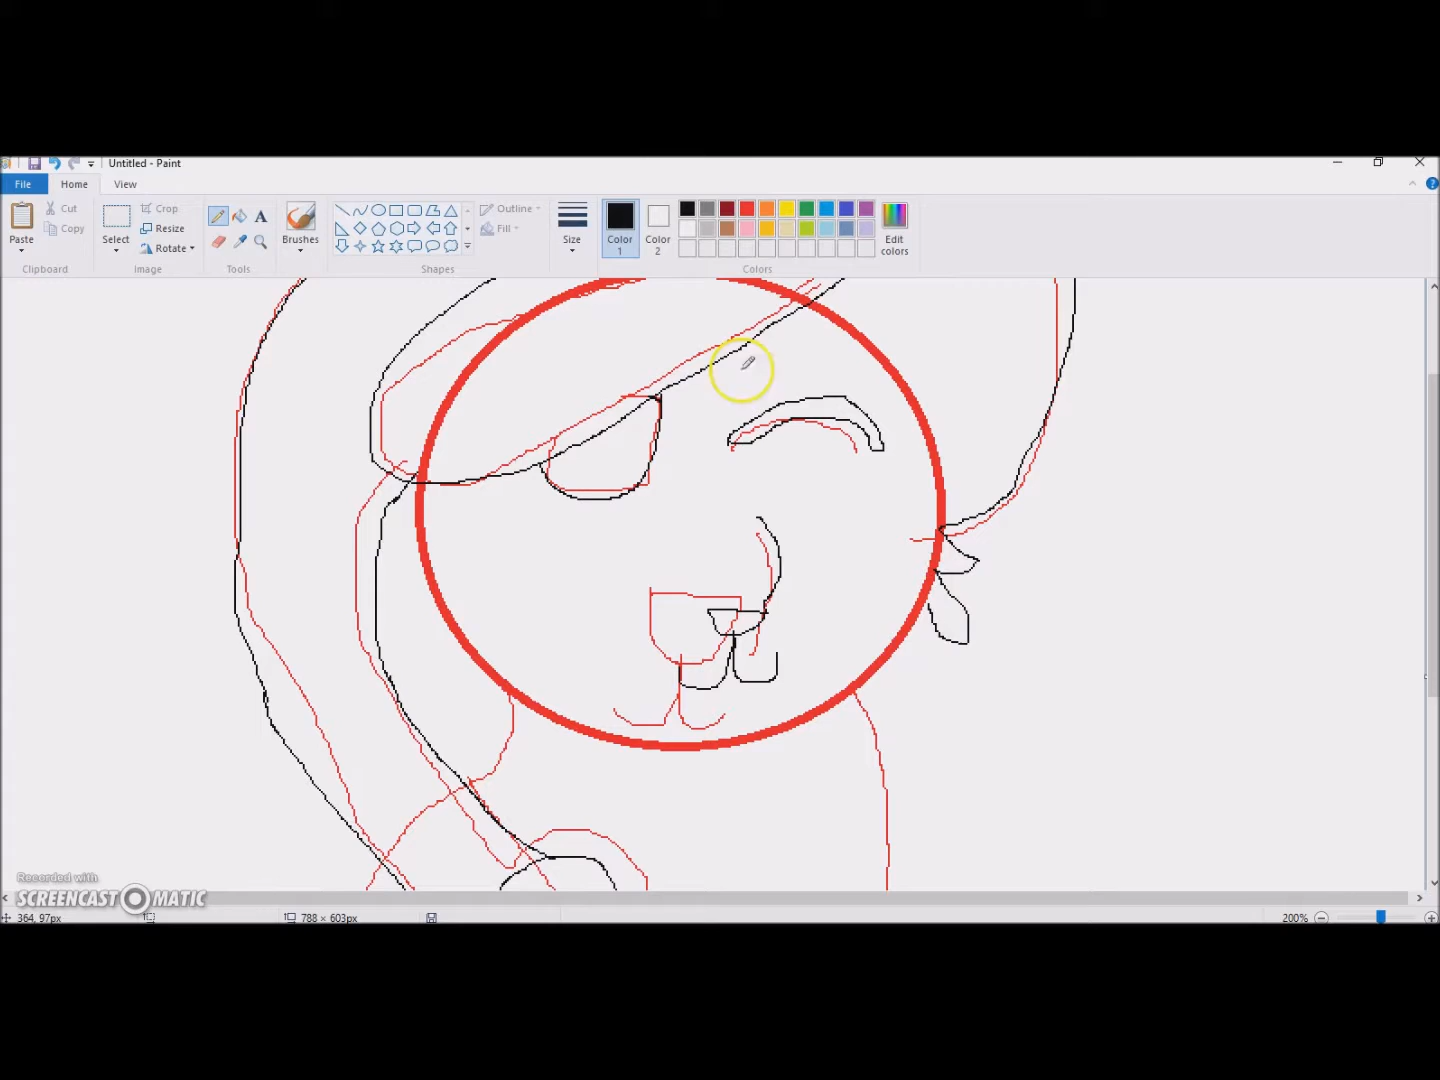 Untitled - Paint
File Home View
Paste
Cut
Copy
Clipboard
Select
Crop
Resize
Rotate
Image
A
Tools
Brushes
Shapes
Outline
Fill
Size
Color 1
Color 2
Edit colors
Colors
Recorded with
SCREENCAST MATIC
364, 97px
788 × 603px
200%